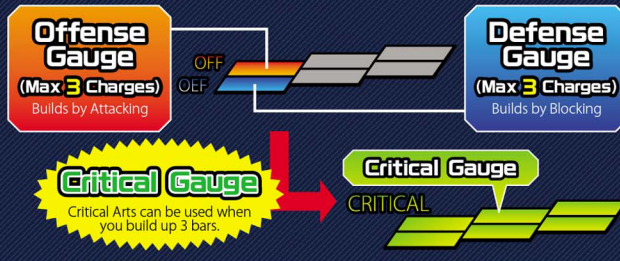 Offense
Gauge
(Max 3 Charges)
Builds by Attacking
OFF
OEF
Defense
Gauge
(Max 3 Charges)
Builds by Blocking
Critical Gauge
Critical Arts can be used when
you build up 3 bars.
Critical Gauge
CRITICAL